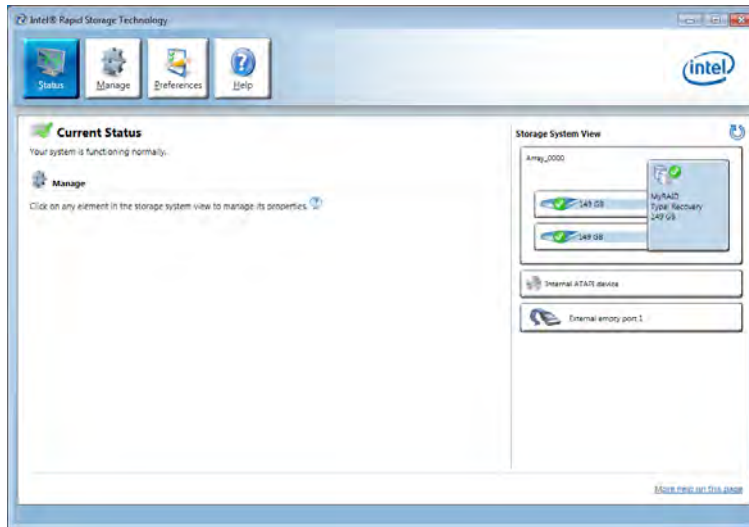 Intel® Rapid Storage Technology
Status
Manage
Preferences
Help
intel
Current Status
Your system is functioning normally.
Manage
Click on any element in the storage system view to manage its properties.
Storage System View
Array_0000
149 GB
149 GB
MyRAID
Type: Recovery
149 GB
Internal ATAPI device
External empty port 1
More help on this page